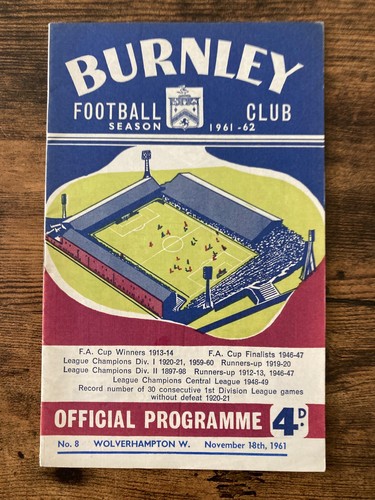 BURNLEY
FOOTBALL CLUB
SEASON 1961-62
F.A. Cup Winners 1913-14 F.A. Cup Finalists 1946-47
League Champions Div. I 1920-21, 1959-60 Runners-up 1919-20
League Champions Div. II 1897-98 Runners-up 1912-13, 1946-47
League Champions Central League 1948-49
Record number of 30 consecutive 1st Division League games
without defeat 1920-21
OFFICIAL PROGRAMME 4D.
No. 8 WOLVERHAMPTON W. November 18th, 1961